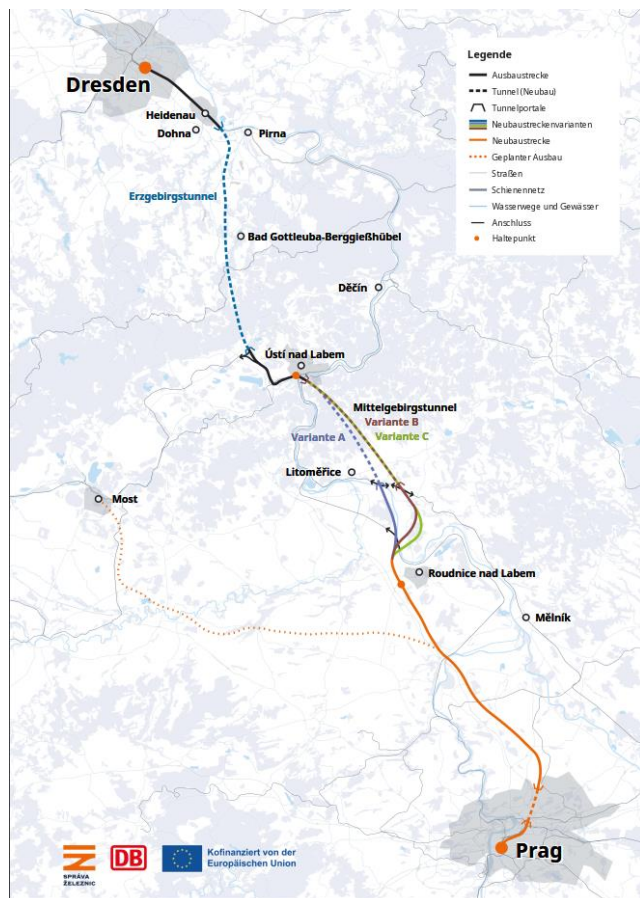 Dresden
Heidenau
Dohna
Pirna
Erzgebirgstunnel
Bad Gottleuba-Berggießhübel
Děčín
Ústí nad Labem
Mittelgebirgstunnel
Variante B
Variante A
Variante C
Litoměřice
Most
Roudnice nad Labem
Mělník
Prag
Legende
Ausbaustrecke
Tunnel (Neubau)
Tunnelportale
Neubaustreckenvarianten
Neubaustrecke
Geplanter Ausbau
Straßen
Schienennetz
Wasserwege und Gewässer
Anschluss
Haltepunkt
SPRÁVA
ŽELEZNIC
DB
Kofinanziert von der
Europäischen Union